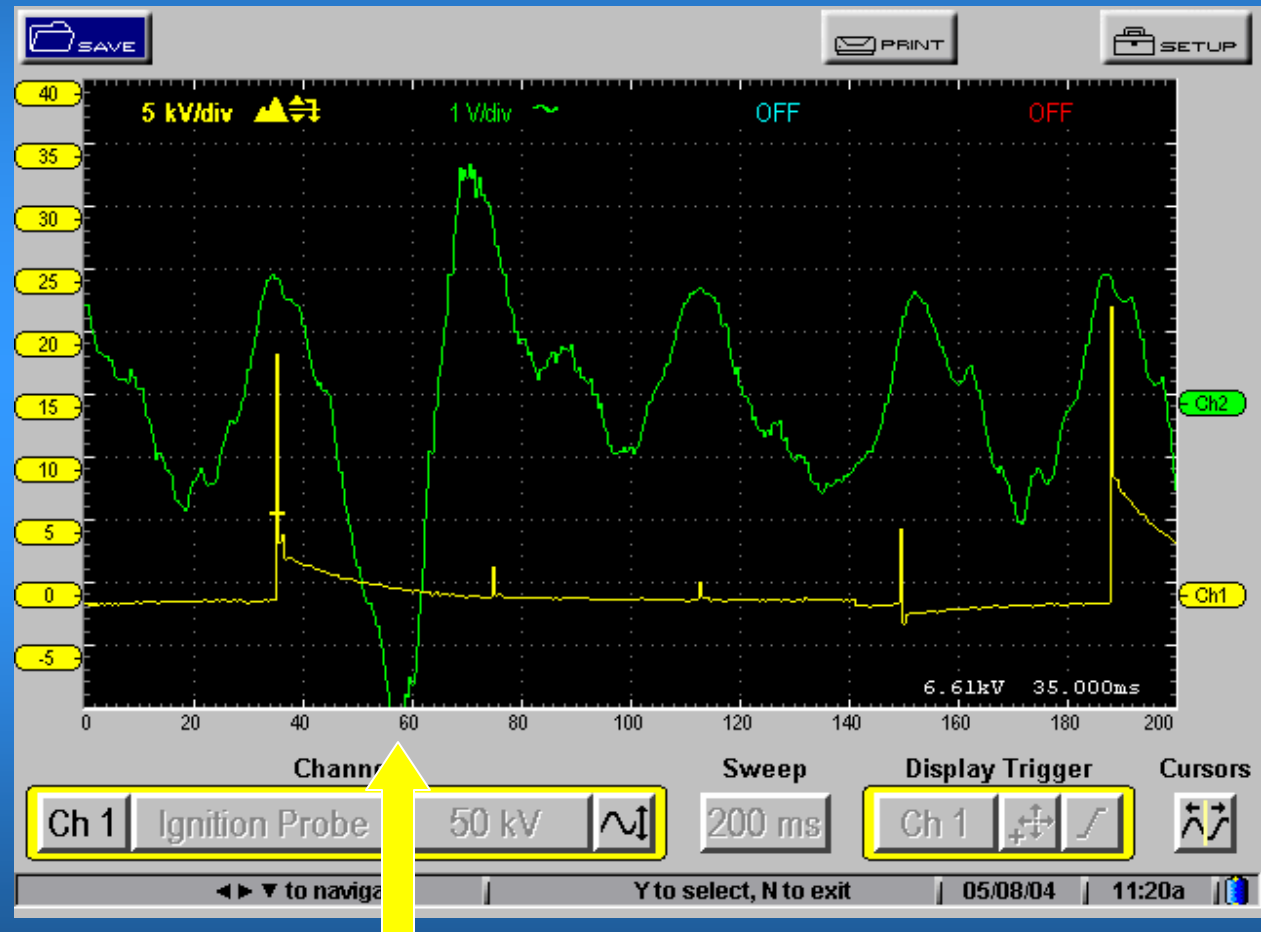 SAVE PRINT SETUP
40
5 kV/div 1 V/div OFF OFF
35
30
25
20
15 Ch2
10
5
0 Ch1
-5
6.61kV 35.000ms
0 20 40 60 80 100 120 140 160 180 200
Sweep Display Trigger Cursors
Ch 1 Ignition Probe 50 kV 200 ms Ch 1
to Y to select, N to exit 05/08/04 11:20a